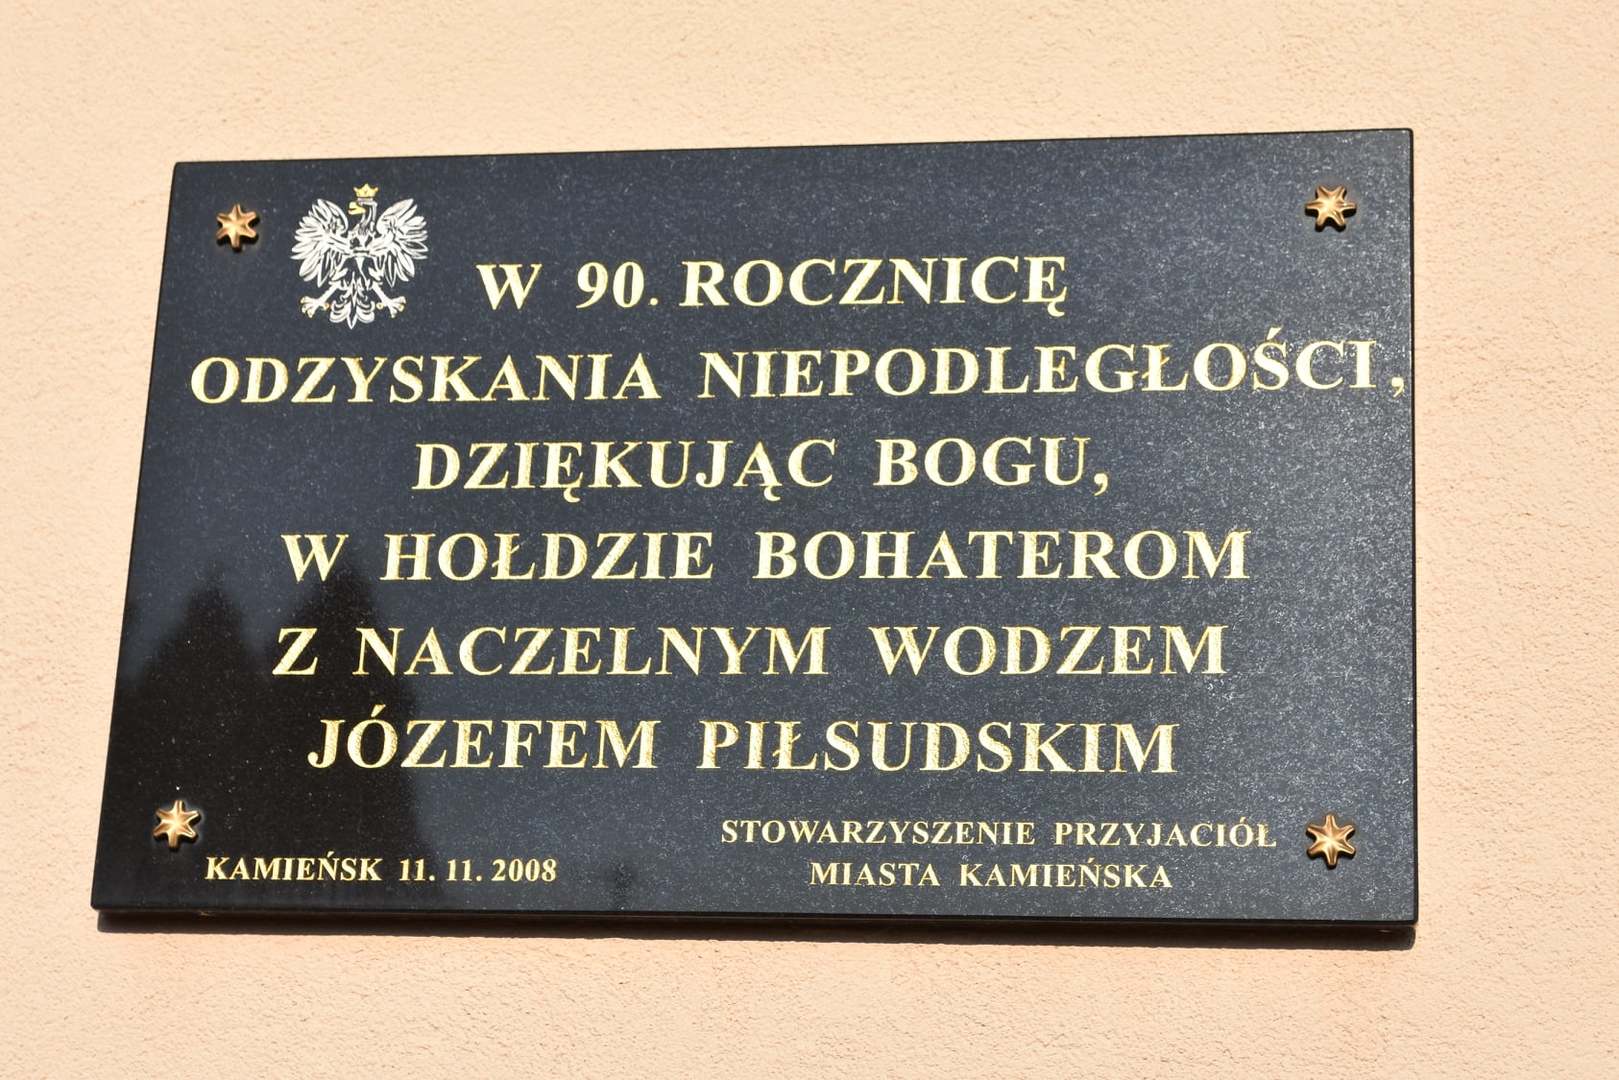 W 90. ROCZNICĘ
ODZYSKANIA NIEPODLEGŁOŚCI,
DZIĘKUJĄC BOGU,
W HOŁDZIE BOHATEROM
Z NACZELNYM WODZEM
JÓZEFEM PIŁSUDSKIM
STOWARZYSZENIE PRZYJACIÓŁ
MIASTA KAMIEŃSKA
KAMIEŃSK 11.11.2008